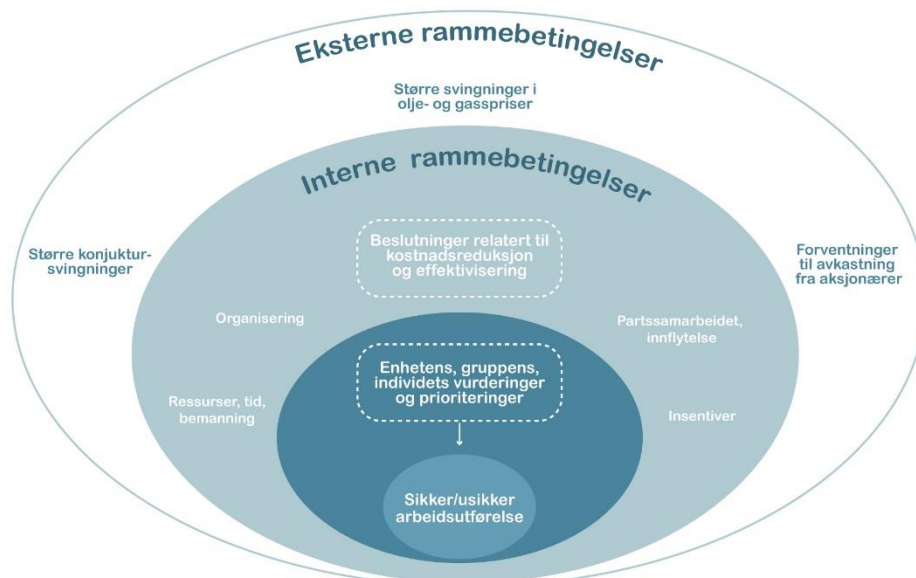 Eksterne rammebetingelser
Større svingninger i
olje- og gasspriser
Interne rammebetingelser
Beslutninger relatert til
kostnadsreduksjon
og effektivisering
Større konjuktur-
svingninger
Forventninger
til avkastning
fra aksjonærer
Organisering
Partssamarbeidet,
innflytelse
Enhetens, gruppens,
individets vurderinger
og prioriteringer
Ressurser, tid,
bemanning
Insentiver
Sikker/usikker
arbeidsutførelse